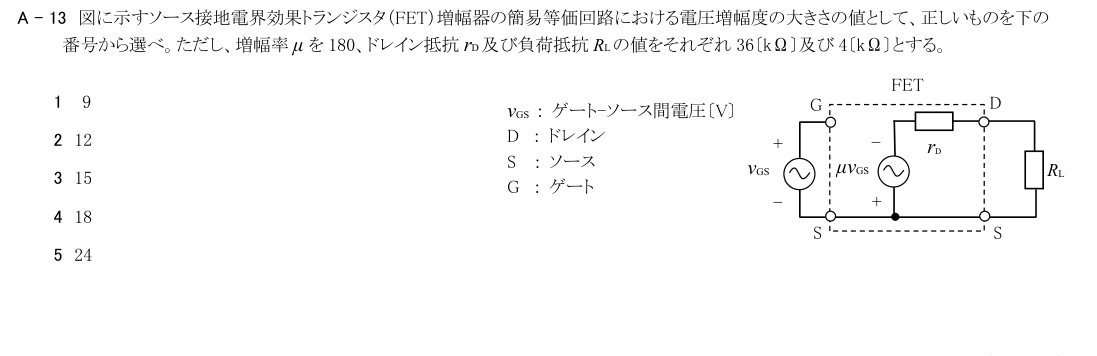 A － 13 図に示すソース接地電界効果トランジスタ(FET)増幅器の簡易等価回路における電圧増幅度の大きさの値として、正しいものを下の
番号から選べ。ただし、増幅率 μ を 180、ドレイン抵抗 rD 及び負荷抵抗 RL の値をそれぞれ 36〔kΩ〕及び 4〔kΩ〕とする。
1 9
2 12
3 15
4 18
5 24
vGS : ゲート-ソース間電圧〔V〕
D : ドレイン
S : ソース
G : ゲート
FET
G
D
+
−
rD
vGS
μvGS
RL
−
+
S
S